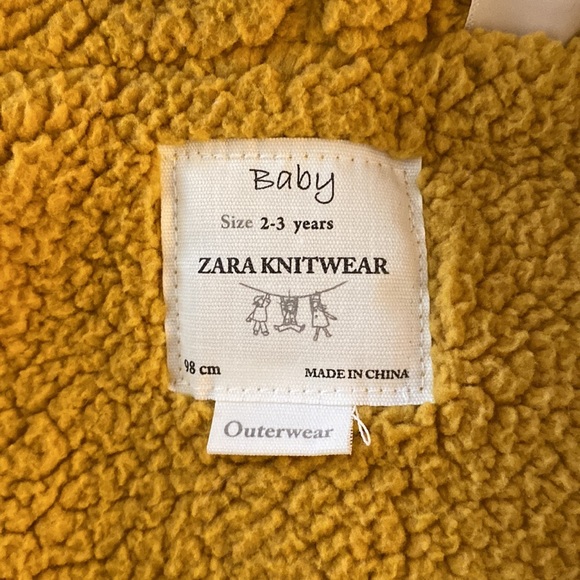 Baby
Size 2-3 years
ZARA KNITWEAR
98 cm
MADE IN CHINA
Outerwear